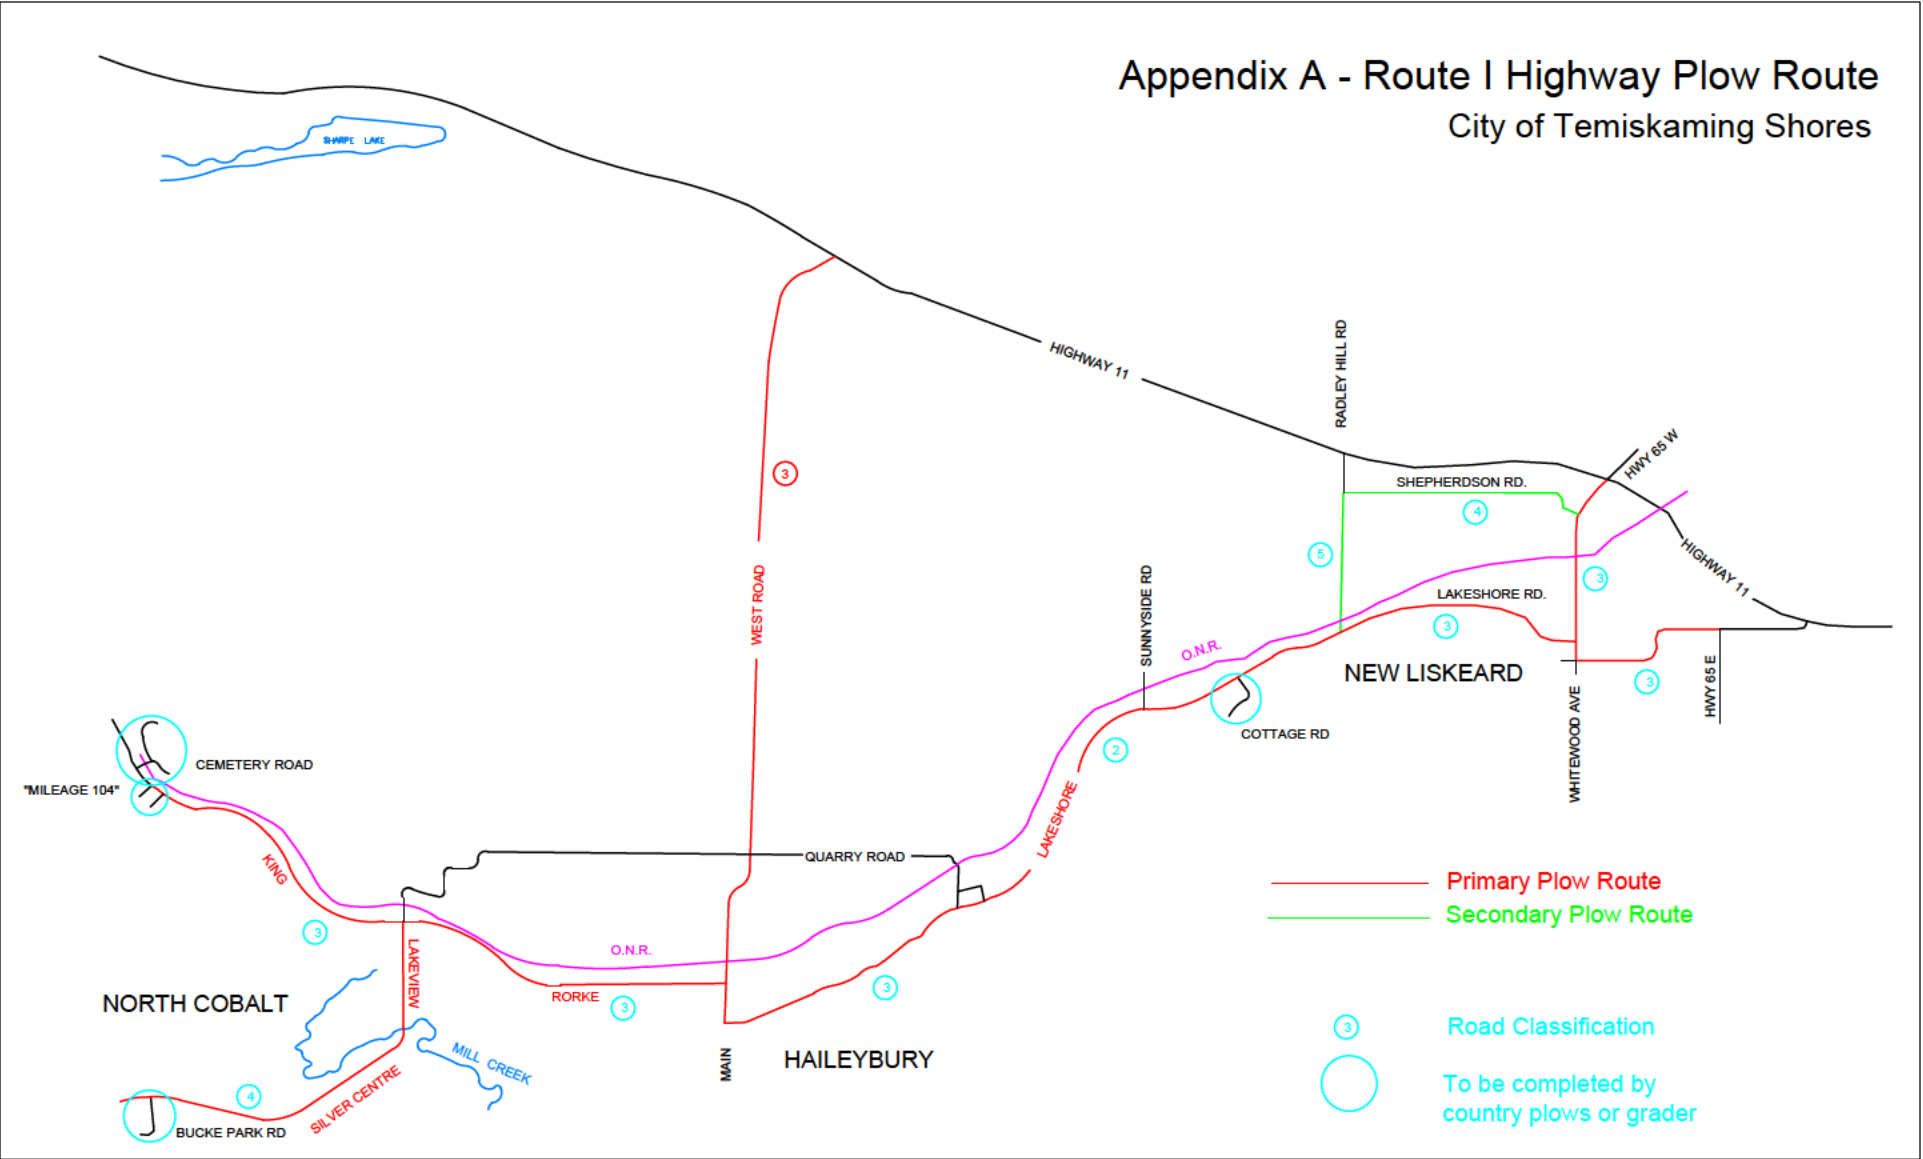 Appendix A - Route I Highway Plow Route
City of Temiskaming Shores
SHARPE LAKE
HIGHWAY 11
RADLEY HILL RD
HWY 65 W
SHEPHERDSON RD.
3
4
5
HIGHWAY 11
3
LAKESHORE RD.
3
SUNNYSIDE RD
WEST ROAD
O.N.R.
NEW LISKEARD
3
HWY 65 E
WHITEWOOD AVE
COTTAGE RD
2
CEMETERY ROAD
"MILEAGE 104"
LAKESHORE
QUARRY ROAD
KING
Primary Plow Route
Secondary Plow Route
3
LAKEVIEW
O.N.R.
RORKE
3
3
NORTH COBALT
3
Road Classification
MILL CREEK
MAIN
HAILEYBURY
4
SILVER CENTRE
BUCKE PARK RD
To be completed by
country plows or grader